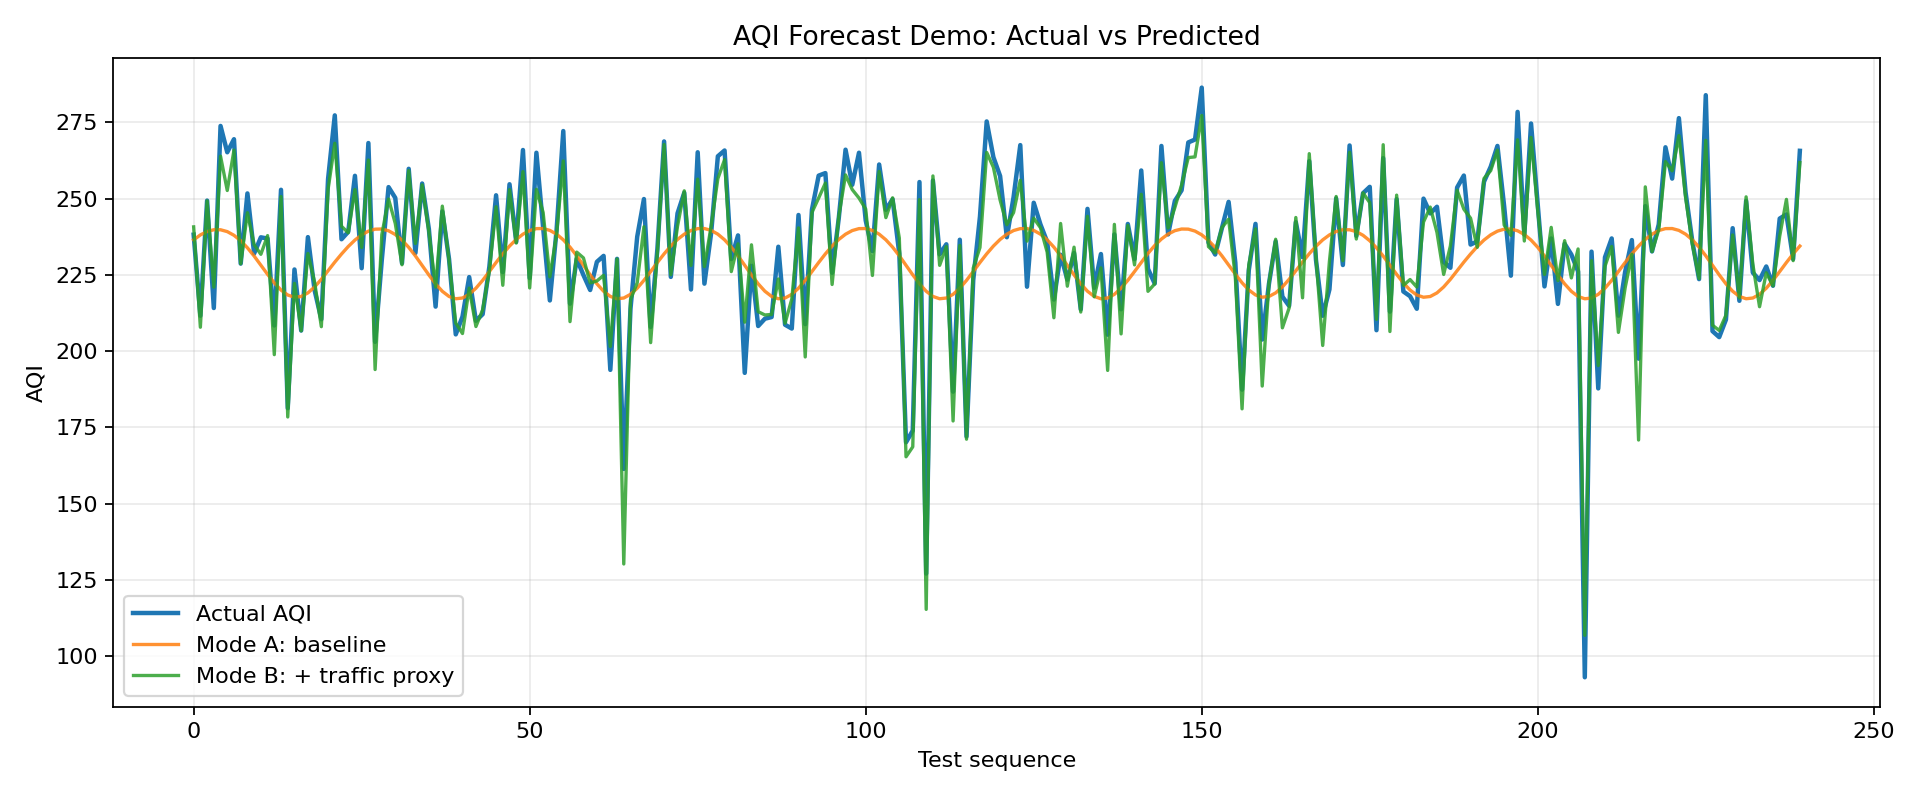 AQI Forecast Demo: Actual vs Predicted
275
250
225
200
175
150
125
100
AQI
Actual AQI
Mode A: baseline
Mode B: + traffic proxy
0
50
100
150
200
250
Test sequence